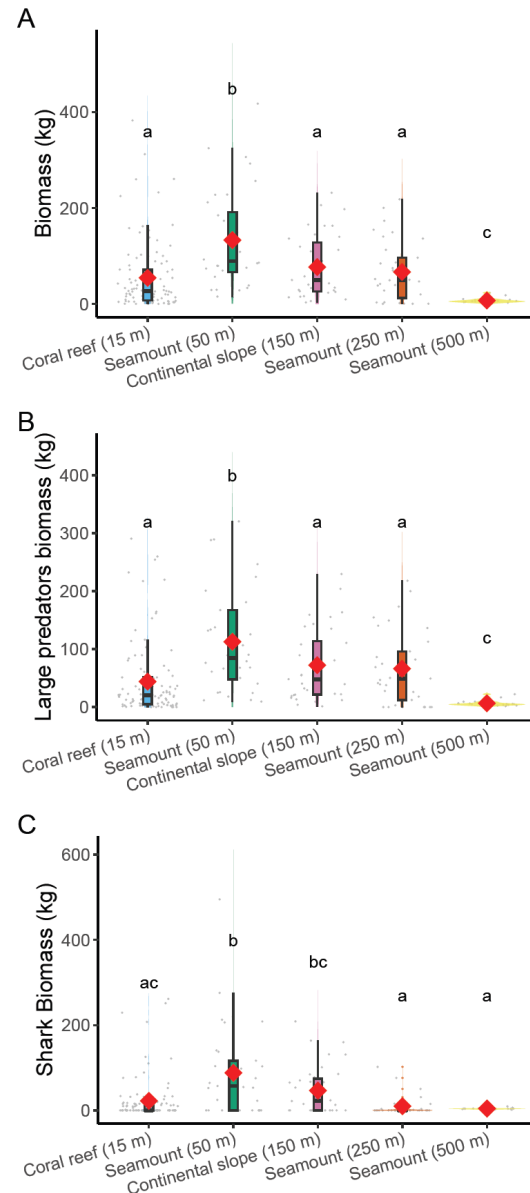 A
Biomass (kg)
400
200
0
a
b
a
a
c
Coral reef (15 m)
Seamount (50 m)
Continental slope (150 m)
Seamount (250 m)
Seamount (500 m)
B
Large predators biomass (kg)
400
300
200
100
0
a
b
a
a
c
Coral reef (15 m)
Seamount (50 m)
Continental slope (150 m)
Seamount (250 m)
Seamount (500 m)
C
Shark Biomass (kg)
600
400
200
0
ac
b
bc
a
a
Coral reef (15 m)
Seamount (50 m)
Continental slope (150 m)
Seamount (250 m)
Seamount (500 m)